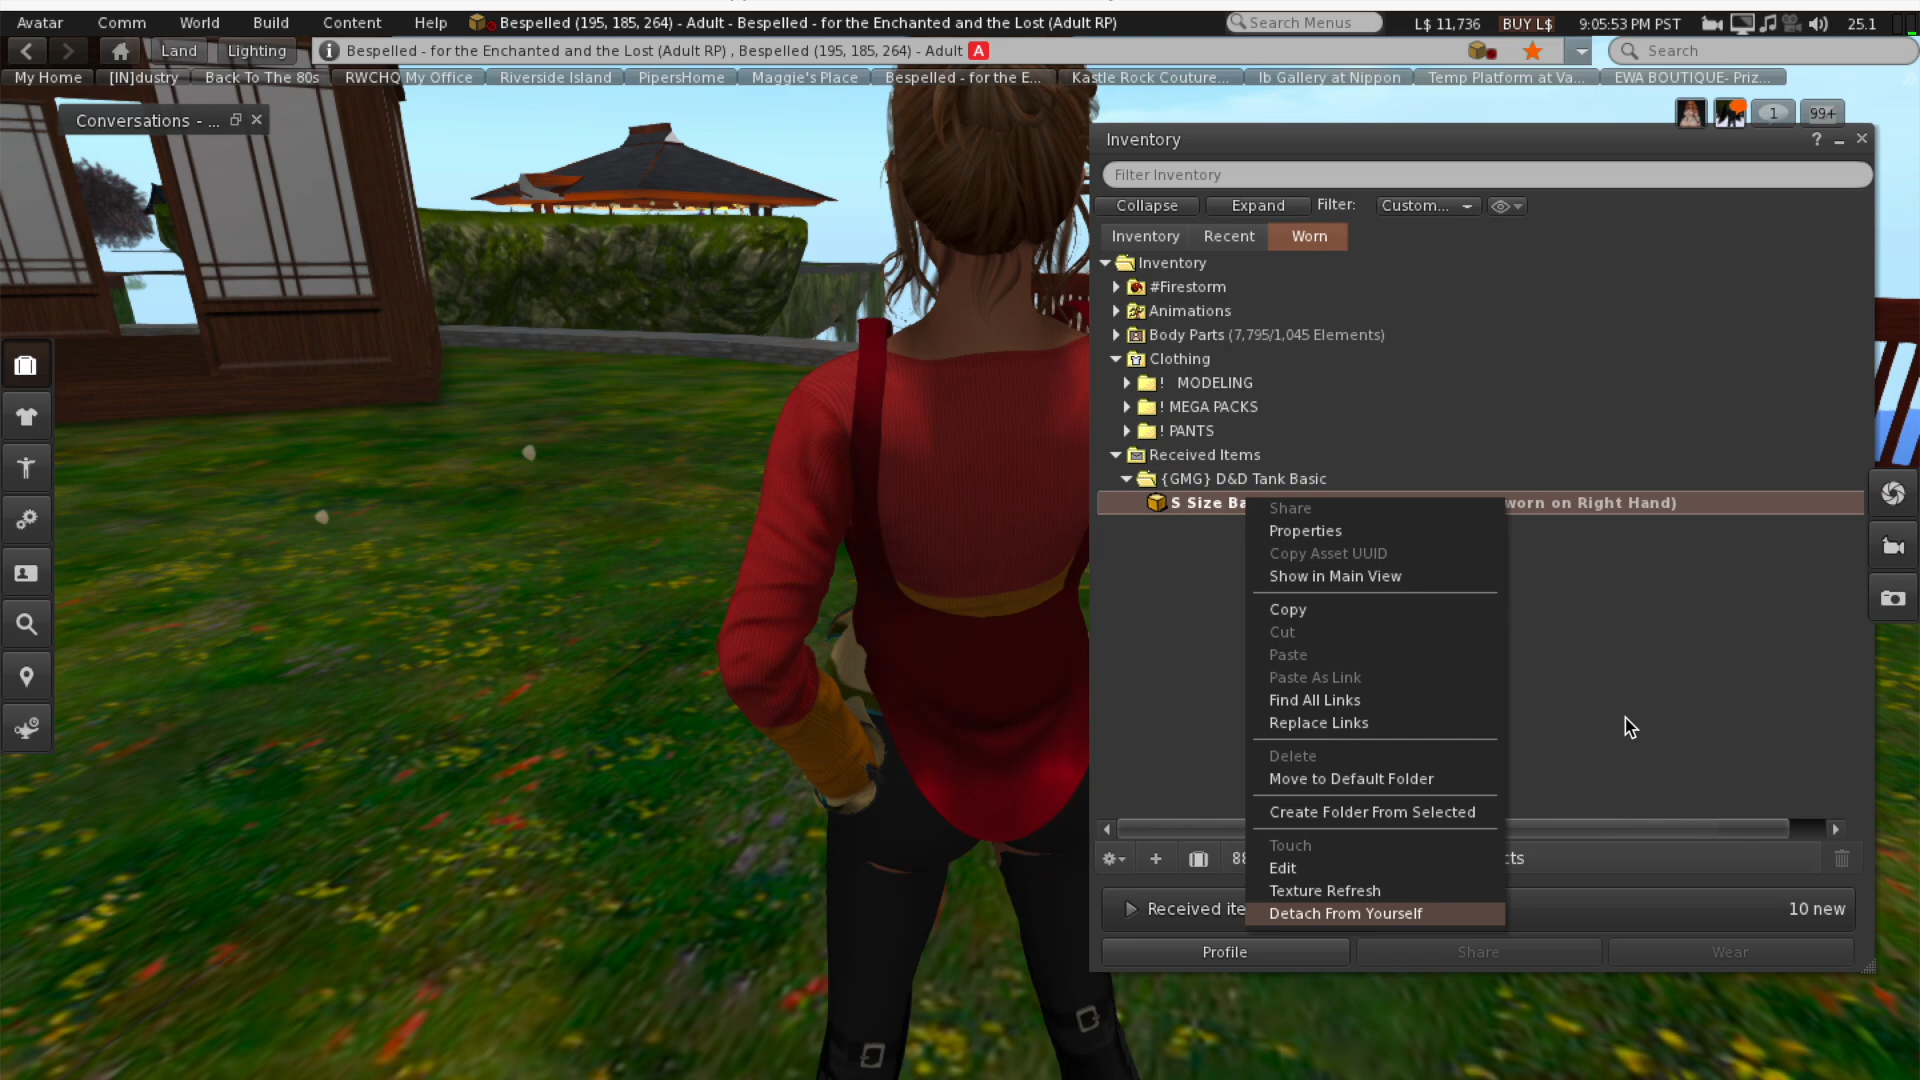 Avatar Comm World Build Content Help Bespelled (195, 185, 264) - Adult - Bespelled - for the Enchanted and the Lost (Adult RP) Search Menus L$ 11,736 BUY L$ 9:05:53 PM PST 25.1
Land Lighting Bespelled - for the Enchanted and the Lost (Adult RP) , Bespelled (195, 185, 264) - Adult A Search
My Home [IN]dustry Back To The 80s RWCHQ My Office Riverside Island PipersHome Maggie's Place Bespelled - for the E... Kastle Rock Couture... Ib Gallery at Nippon Temp Platform at Va... EWA BOUTIQUE- Priz...
Conversations - ...
1 99+
Inventory ?
Filter Inventory
Collapse Expand Filter: Custom...
Inventory Recent Worn
Inventory
#Firestorm
Animations
Body Parts (7,795/1,045 Elements)
Clothing
! MODELING
! MEGA PACKS
! PANTS
Received Items
{GMG} D&D Tank Basic
S Size Ba worn on Right Hand)
Share
Properties
Copy Asset UUID
Show in Main View
Copy
Cut
Paste
Paste As Link
Find All Links
Replace Links
Delete
Move to Default Folder
Create Folder From Selected
Touch
Edit
Texture Refresh
Detach From Yourself
+ 88 cts
Received ite 10 new
Profile Share Wear